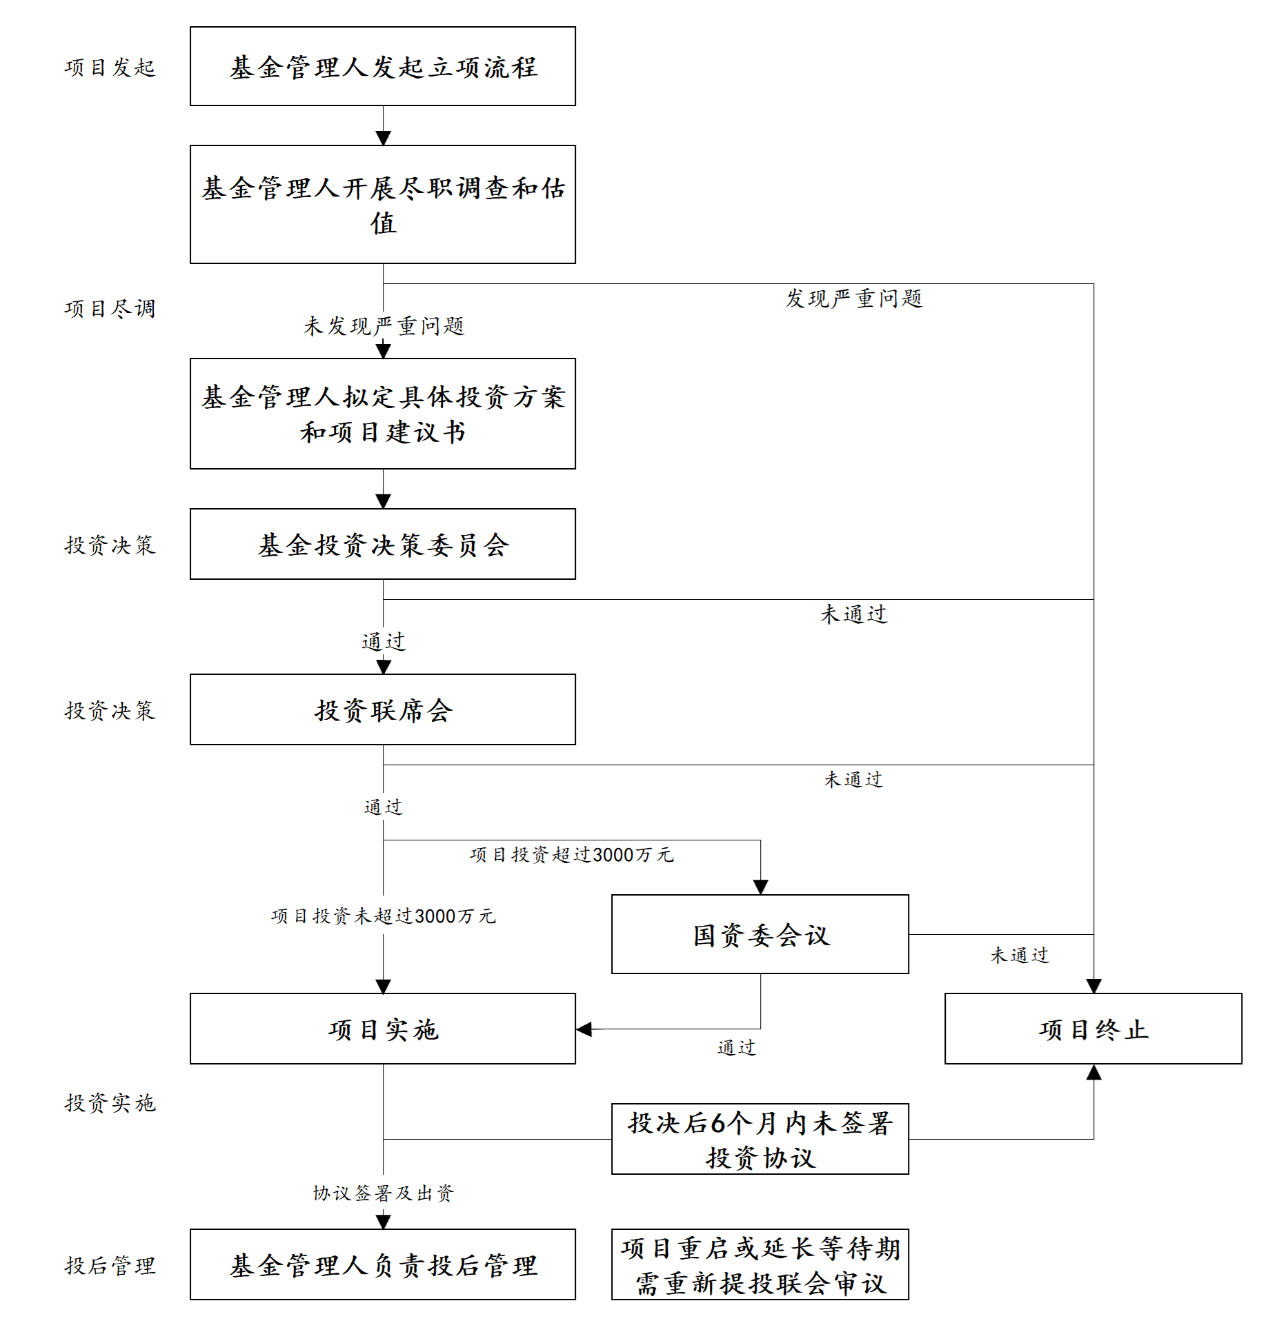 项目发起
基金管理人发起立项流程
基金管理人开展尽职调查和估
值
发现严重问题
项目尽调
未发现严重问题
基金管理人拟定具体投资方案
和项目建议书
投资决策
基金投资决策委员会
未通过
通过
投资决策
投资联席会
未通过
通过
项目投资超过3000万元
项目投资未超过3000万元
国资委会议
未通过
项目实施
通过
项目终止
投资实施
投决后6个月内未签署
投资协议
协议签署及出资
投后管理
基金管理人负责投后管理
项目重启或延长等待期
需重新提投联会审议